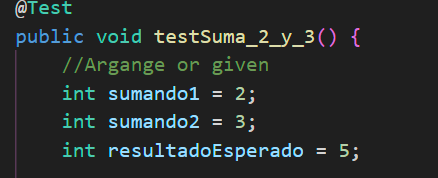 @Test
public void testSuma_2_y_3() {
//Argange or given
int sumando1 = 2;
int sumando2 = 3;
int resultadoEsperado = 5;